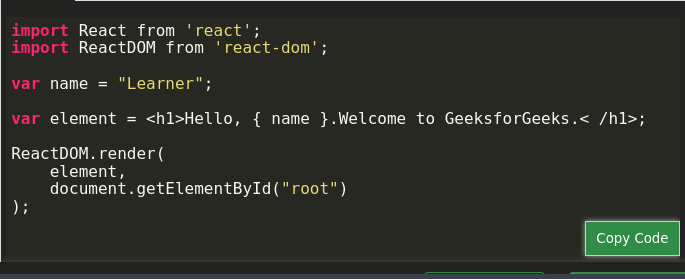 import React from 'react';
import ReactDOM from 'react-dom';
var name = "Learner";
var element = <h1>Hello, { name }.Welcome to GeeksforGeeks.< /h1>;
ReactDOM.render(
    element,
    document.getElementById("root")
);
Copy Code